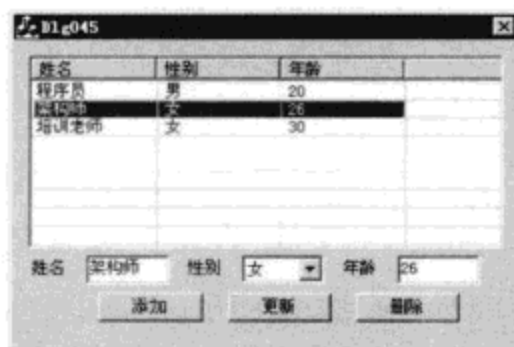 Dlg045
姓名 性别 年龄
程序员 男 20
架构师 女 26
培训老师 女 30
姓名 架构师 性别 女 年龄 26
添加 更新 删除